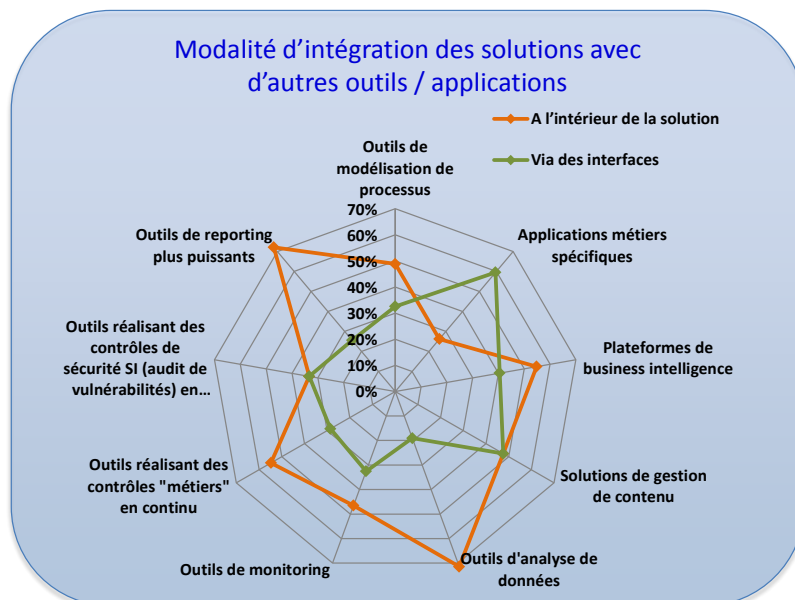 Modalité d'intégration des solutions avec
d'autres outils / applications
A l'intérieur de la solution
Via des interfaces
Outils de
modélisation de
processus
Applications métiers
spécifiques
Plateformes de
business intelligence
Solutions de gestion
de contenu
Outils d'analyse de
données
Outils de monitoring
Outils réalisant des
contrôles "métiers"
en continu
Outils réalisant des
contrôles de
sécurité SI (audit de
vulnérabilités) en…
Outils de reporting
plus puissants
70%
60%
50%
40%
30%
20%
10%
0%